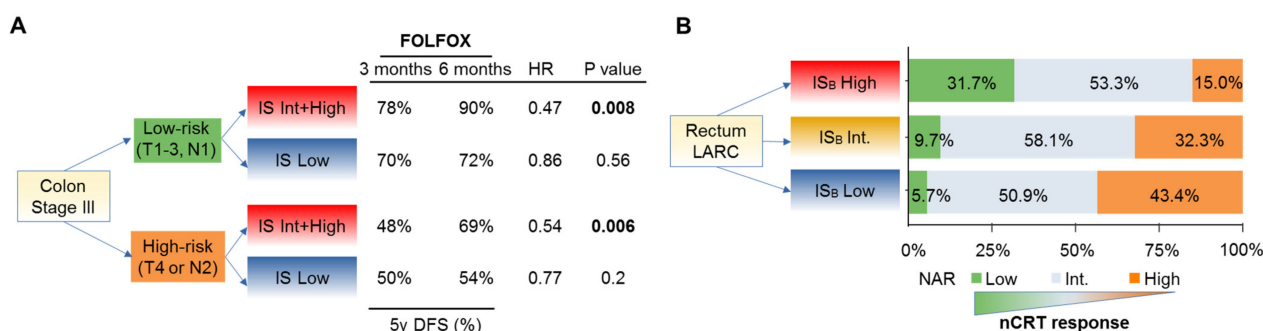 A
FOLFOX
3 months 6 months HR P value
Low-risk
(T1-3, N1)
IS Int+High 78% 90% 0.47 0.008
IS Low 70% 72% 0.86 0.56
Colon
Stage III
High-risk
(T4 or N2)
IS Int+High 48% 69% 0.54 0.006
IS Low 50% 54% 0.77 0.2
5y DFS (%)
B
Rectum
LARC
ISB High 31.7% 53.3% 15.0%
ISB Int. 9.7% 58.1% 32.3%
ISB Low 5.7% 50.9% 43.4%
0% 25% 50% 75% 100%
NAR Low Int. High
nCRT response